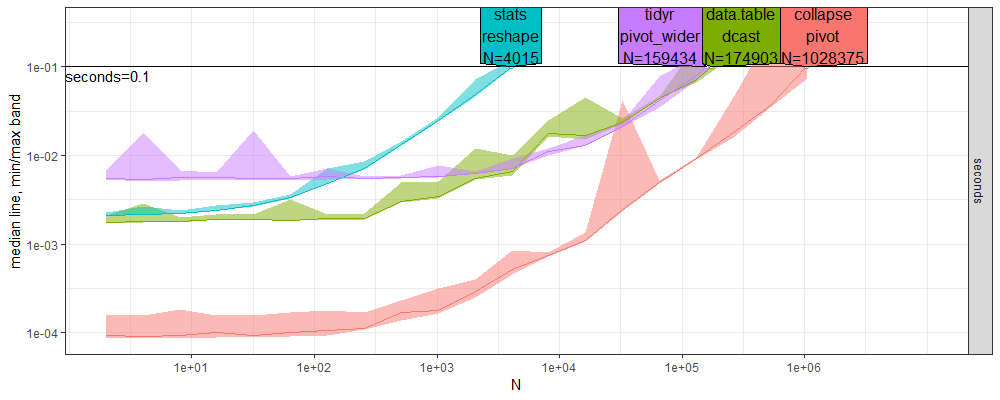 stats
reshape
N=4015
tidyr
pivot_wider
N=159434
data.table
dcast
N=174903
collapse
pivot
N=1028375
1e-01
seconds=0.1
1e-02
1e-03
1e-04
median line, min/max band
seconds
1e+01
1e+02
1e+03
1e+04
1e+05
1e+06
N